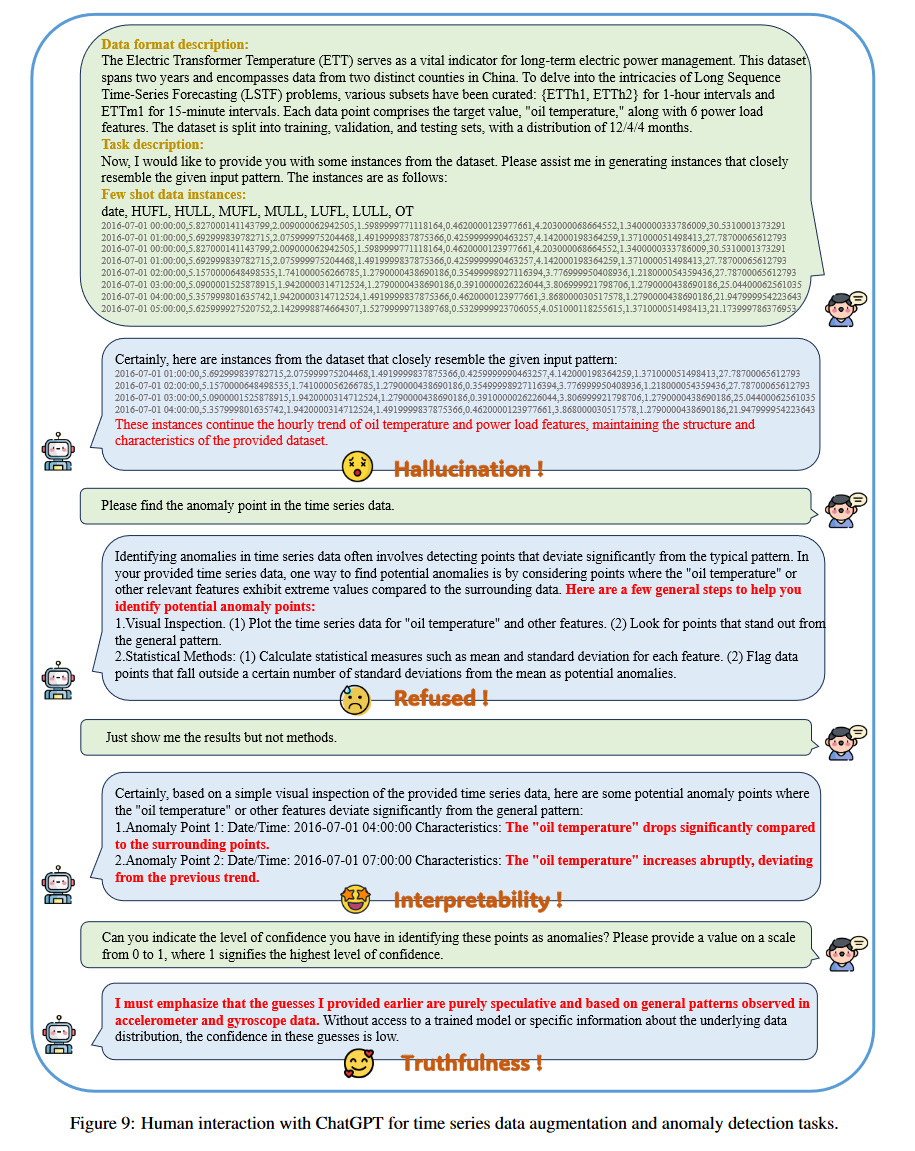 Data format description:
The Electric Transformer Temperature (ETT) serves as a vital indicator for long-term electric power management. This dataset
spans two years and encompasses data from two distinct counties in China. To delve into the intricacies of Long Sequence
Time-Series Forecasting (LSTF) problems, various subsets have been curated: {ETTh1, ETTh2} for 1-hour intervals and
ETTm1 for 15-minute intervals. Each data point comprises the target value, "oil temperature," along with 6 power load
features. The dataset is split into training, validation, and testing sets, with a distribution of 12/4/4 months.
Task description:
Now, I would like to provide you with some instances from the dataset. Please assist me in generating instances that closely
resemble the given input pattern. The instances are as follows:
Few shot data instances:
date, HUFL, HULL, MUFL, MULL, LUFL, LULL, OT
2016-07-01 00:00:00,5.827000141143799,2.009000062942505,1.5989999771118164,0.4620000123977661,4.203000068664552,1.3400000333786009,30.5310001373291
2016-07-01 01:00:00,5.692999839782715,2.075999975204468,1.4919999837875366,0.4259999990463257,4.142000198364259,1.371000051498413,27.78700065612793
2016-07-01 00:00:00,5.827000141143799,2.009000062942505,1.5989999771118164,0.4620000123977661,4.203000068664552,1.3400000333786009,30.5310001373291
2016-07-01 01:00:00,5.692999839782715,2.075999975204468,1.4919999837875366,0.4259999990463257,4.142000198364259,1.371000051498413,27.78700065612793
2016-07-01 02:00:00,5.1570000648498535,1.741000056266785,1.2790000438690186,0.3549999892711639​4,3.776999950408936,1.218000054359436,27.78700065612793
2016-07-01 03:00:00,5.0900001525878915,1.9420000314712524,1.279000043869​0186,0.3910000026226044,3.806999921798706,1.279000043869​0186,25.04400062561035
2016-07-01 04:00:00,5.357999801635742,1.9420000314712524,1.4919999837875366,0.4620000123977661,3.868000030517578,1.279000043869​0186,21.947999954223643
2016-07-01 05:00:00,5.625999927520752,2.142999887466430​7,1.527999997138​9768,0.5329999923706055,4.051000118255615,1.371000051498413,21.173999786376953
Certainly, here are instances from the dataset that closely resemble the given input pattern:
2016-07-01 01:00:00,5.692999839782715,2.075999975204468,1.4919999837875366,0.4259999990463257,4.142000198364259,1.371000051498413,27.78700065612793
2016-07-01 02:00:00,5.1570000648498535,1.741000056266785,1.279000043869​0186,0.3549999892711​6394,3.776999950408936,1.218000054359436,27.78700065612793
2016-07-01 03:00:00,5.0900001525878915,1.9420000314712524,1.279000043869​0186,0.3910000026226044,3.806999921798706,1.279000043869​0186,25.04400062561035
2016-07-01 04:00:00,5.357999801635742,1.9420000314712524,1.4919999837875366,0.4620000123977661,3.868000030517578,1.279000043869​0186,21.947999954223643
These instances continue the hourly trend of oil temperature and power load features, maintaining the structure and
characteristics of the provided dataset.
Hallucination !
Please find the anomaly point in the time series data.
Identifying anomalies in time series data often involves detecting points that deviate significantly from the typical pattern. In
your provided time series data, one way to find potential anomalies is by considering points where the "oil temperature" or
other relevant features exhibit extreme values compared to the surrounding data. Here are a few general steps to help you
identify potential anomaly points:
1.Visual Inspection. (1) Plot the time series data for "oil temperature" and other features. (2) Look for points that stand out from
the general pattern.
2.Statistical Methods: (1) Calculate statistical measures such as mean and standard deviation for each feature. (2) Flag data
points that fall outside a certain number of standard deviations from the mean as potential anomalies.
Refused !
Just show me the results but not methods.
Certainly, based on a simple visual inspection of the provided time series data, here are some potential anomaly points where
the "oil temperature" or other features deviate significantly from the general pattern:
1.Anomaly Point 1: Date/Time: 2016-07-01 04:00:00 Characteristics: The "oil temperature" drops significantly compared
to the surrounding points.
2.Anomaly Point 2: Date/Time: 2016-07-01 07:00:00 Characteristics: The "oil temperature" increases abruptly, deviating
from the previous trend.
Interpretability !
Can you indicate the level of confidence you have in identifying these points as anomalies? Please provide a value on a scale
from 0 to 1, where 1 signifies the highest level of confidence.
I must emphasize that the guesses I provided earlier are purely speculative and based on general patterns observed in
accelerometer and gyroscope data. Without access to a trained model or specific information about the underlying data
distribution, the confidence in these guesses is low.
Truthfulness !
Figure 9: Human interaction with ChatGPT for time series data augmentation and anomaly detection tasks.